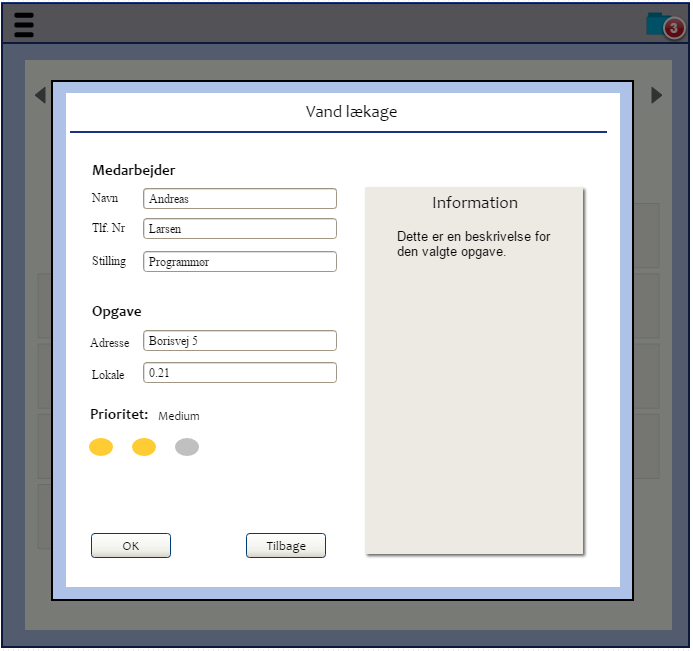 3
Vand lækage
Medarbejder
Navn Andreas
Tlf. Nr Larsen
Stilling Programmør
Opgave
Adresse Borisvej 5
Lokale 0.21
Prioritet: Medium
OK Tilbage
Information
Dette er en beskrivelse for
den valgte opgave.